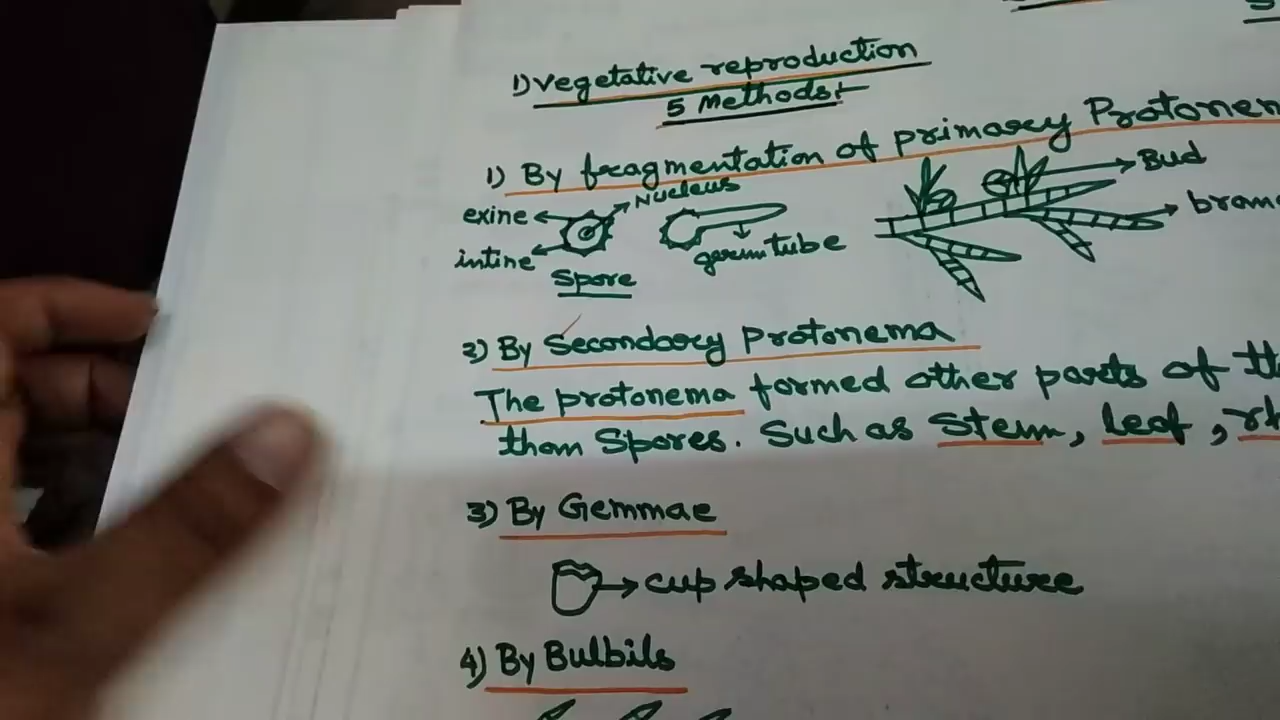 1) Vegetative reproduction
5 Methods:-
1) By fragmentation of primary Protonem
Bud
Nucleus
exine
intine
germ tube
Spore
2) By Secondary Protonema
The protonema formed other parts of
them Spores. Such as Stem, leaf,
3) By Gemmae
cup shaped structure
4) By Bulbils